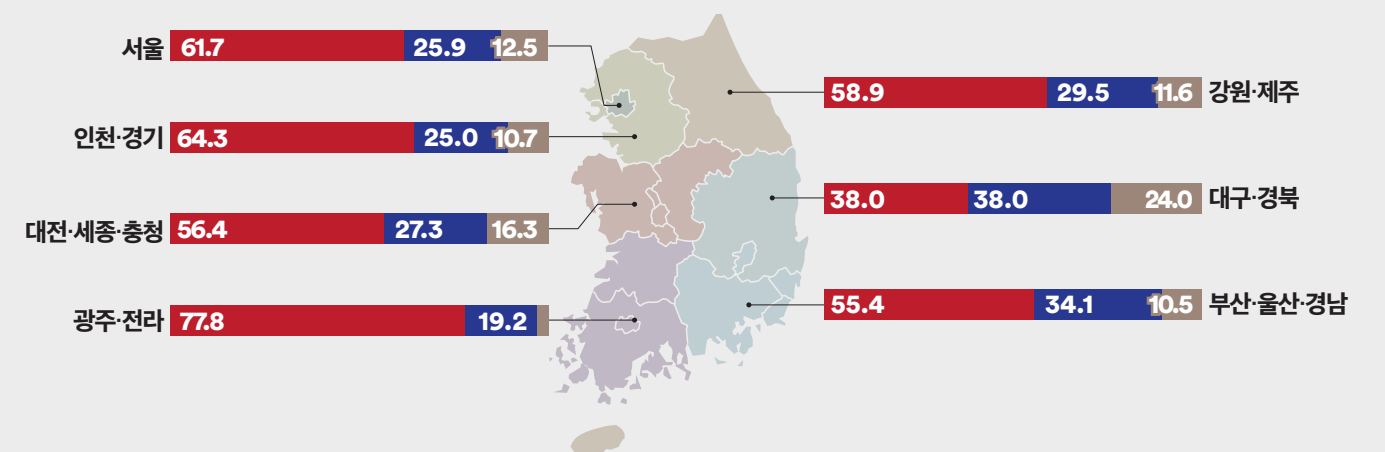 서울 61.7 25.9 12.5
인천·경기 64.3 25.0 10.7
대전·세종·충청 56.4 27.3 16.3
광주·전라 77.8 19.2
58.9 29.5 11.6 강원·제주
38.0 38.0 24.0 대구·경북
55.4 34.1 10.5 부산·울산·경남